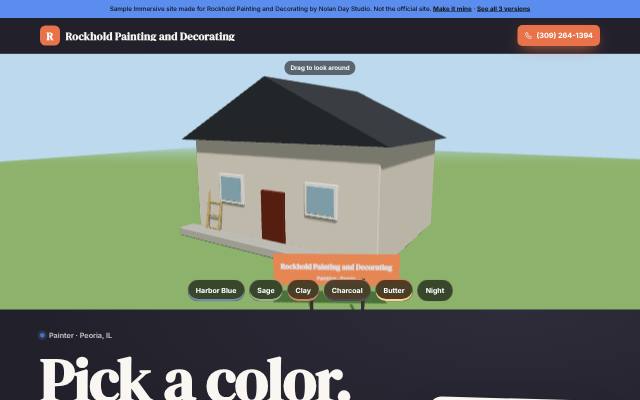 Sample Immersive site made for Rockhold Painting and Decorating by Nolan Day Studio. Not the official site. Make it mine · See all 3 versions
R Rockhold Painting and Decorating
(309) 264-1394
Drag to look around
Rockhold Painting and Decorating
Harbor Blue Sage Clay Charcoal Butter Night
Painter · Peoria, IL
Pick a color.